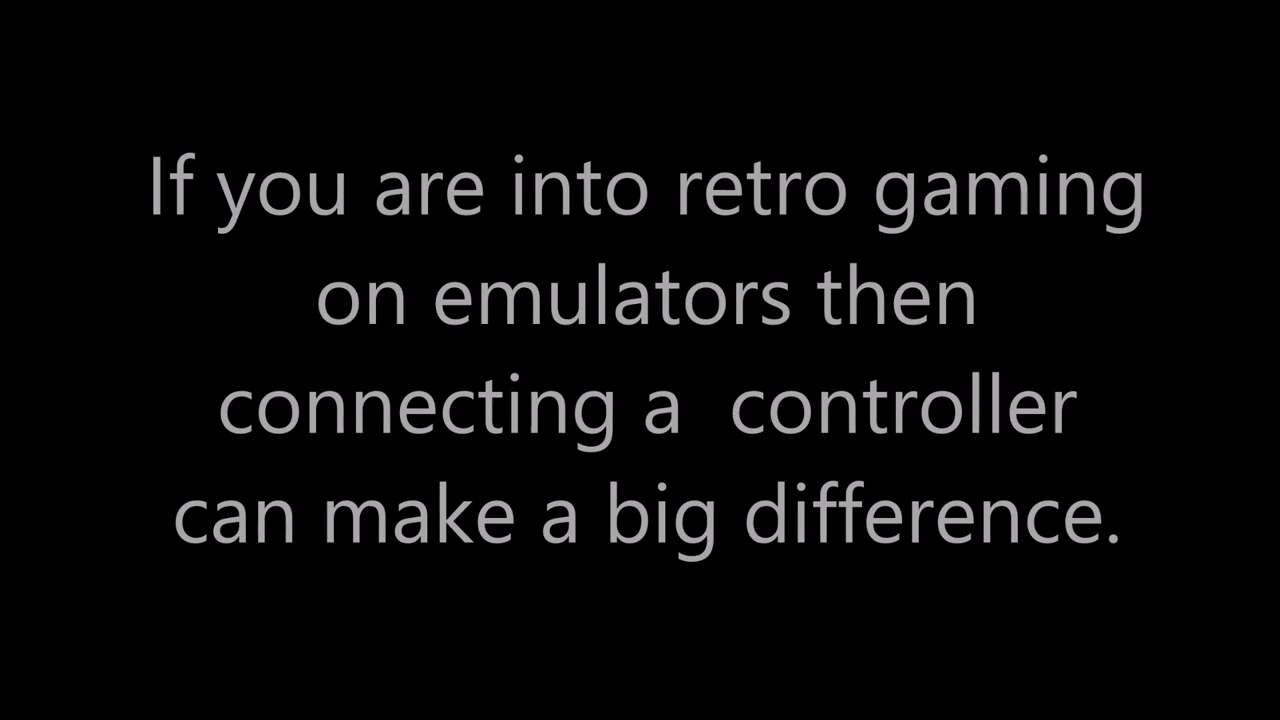 If you are into retro gaming
on emulators then
connecting a  controller
can make a big difference.